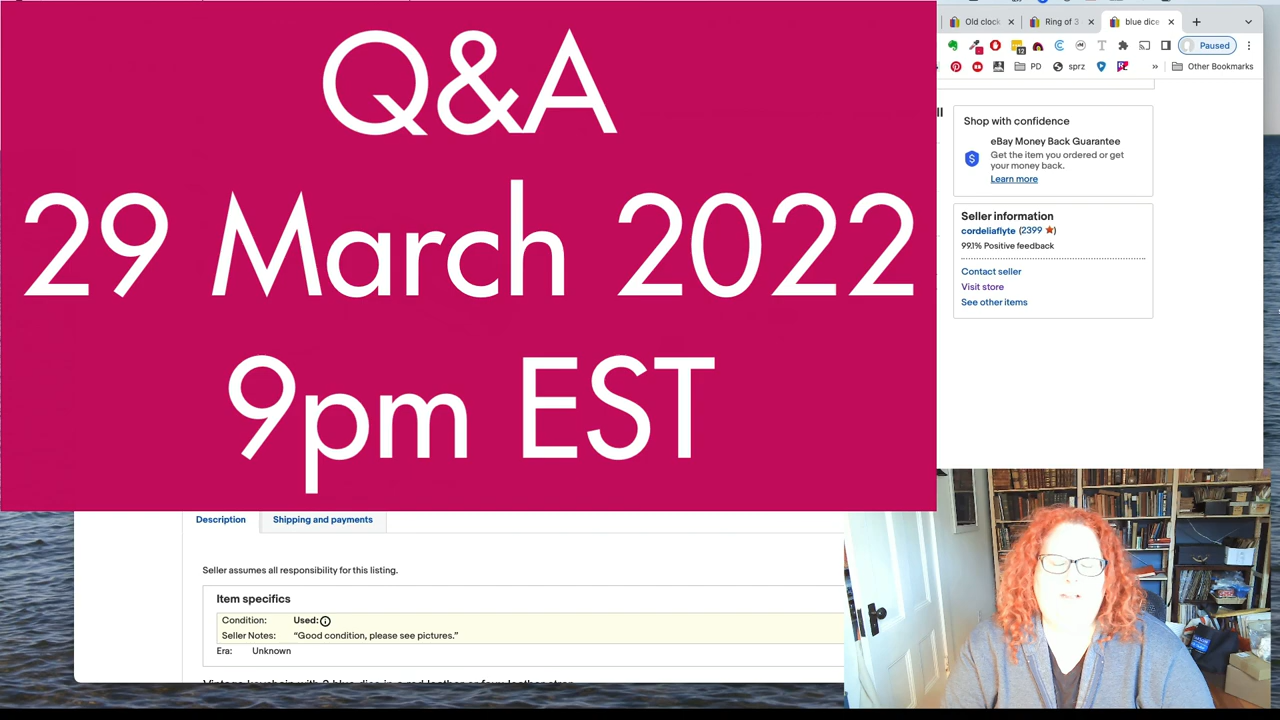 Q&A
29 March 2022
9pm EST
Old clock
Ring of 3
blue dice
Paused
PD
sprz
»
Other Bookmarks
Shop with confidence
eBay Money Back Guarantee
Get the item you ordered or get
your money back.
Learn more
Seller information
cordeliaflyte (2399 ★)
99.1% Positive feedback
Contact seller
Visit store
See other items
Description
Shipping and payments
Seller assumes all responsibility for this listing.
Item specifics
Condition: Used:
Seller Notes: “Good condition, please see pictures.”
Era: Unknown